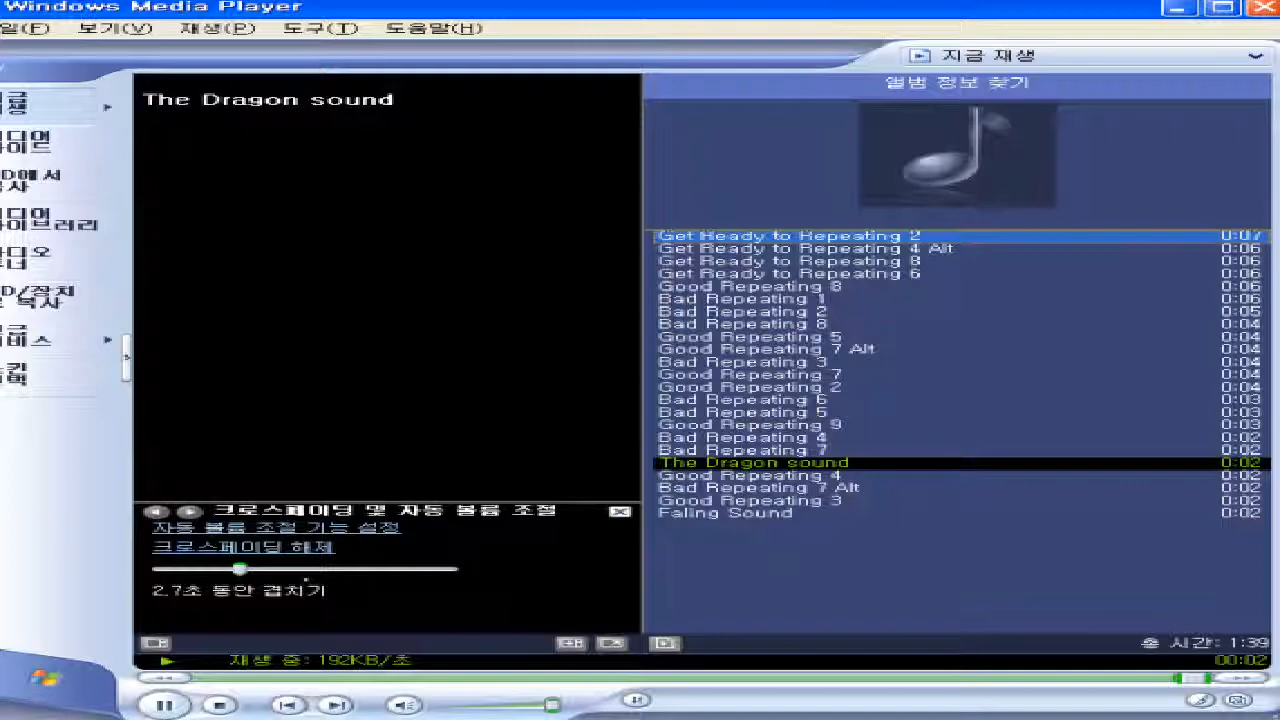 Windows Media Player
일(F) 보기(V) 재생(P) 도구(T) 도움말(H)
지금 재생
앨범 정보 찾기
The Dragon sound
Get Ready to Repeating 2 0:07
Get Ready to Repeating 4 Alt 0:06
Get Ready to Repeating 8 0:06
Get Ready to Repeating 6 0:06
Good Repeating 8 0:06
Bad Repeating 1 0:06
Bad Repeating 2 0:05
Bad Repeating 8 0:04
Good Repeating 5 0:04
Good Repeating 7 Alt 0:04
Bad Repeating 3 0:04
Good Repeating 7 0:04
Good Repeating 2 0:04
Bad Repeating 6 0:03
Bad Repeating 5 0:03
Good Repeating 9 0:03
Bad Repeating 4 0:02
Bad Repeating 7 0:02
The Dragon sound 0:02
Good Repeating 4 0:02
Bad Repeating 7 Alt 0:02
Good Repeating 3 0:02
Faling Sound 0:02
크로스페이딩 및 자동 볼륨 조절
자동 볼륨 조절 기능 설정
크로스페이딩 해제
2.7초 동안 겹치기
시간: 1:39
재생 중: 192KB/초 00:02